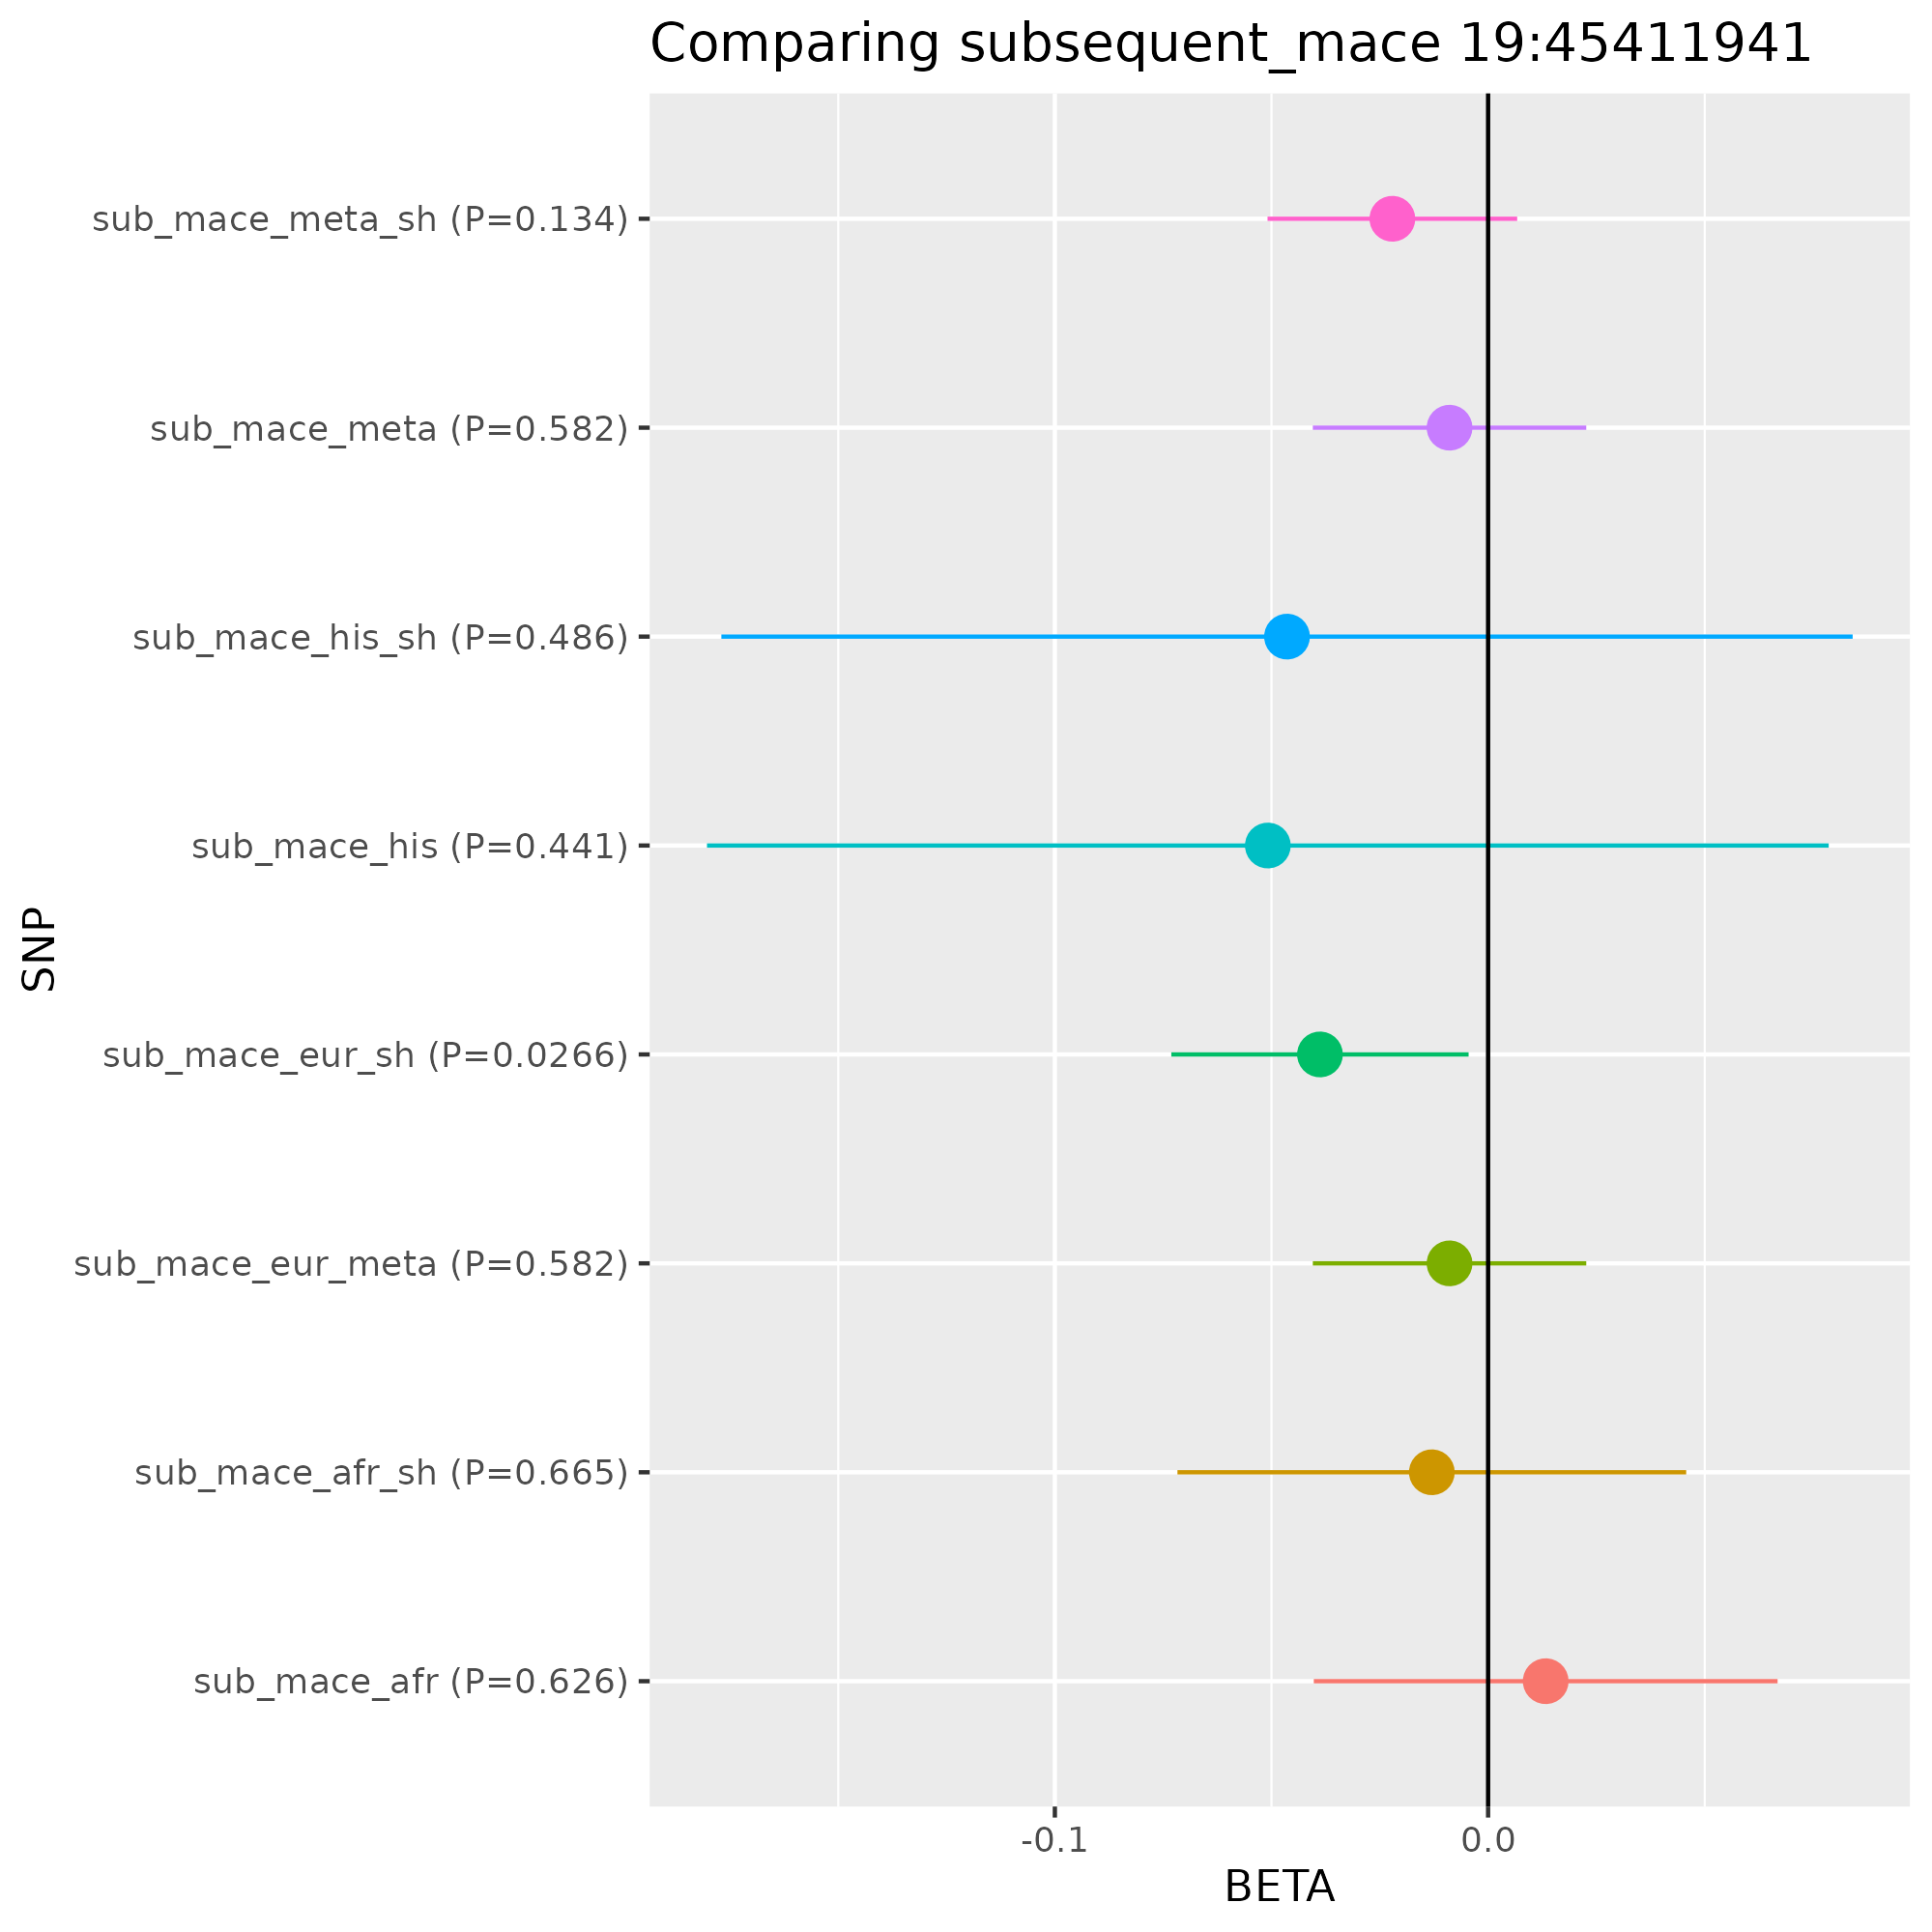 Comparing subsequent_mace 19:45411941
sub_mace_meta_sh (P=0.134)
sub_mace_meta (P=0.582)
sub_mace_his_sh (P=0.486)
sub_mace_his (P=0.441)
sub_mace_eur_sh (P=0.0266)
sub_mace_eur_meta (P=0.582)
sub_mace_afr_sh (P=0.665)
sub_mace_afr (P=0.626)
SNP
-0.1 0.0
BETA